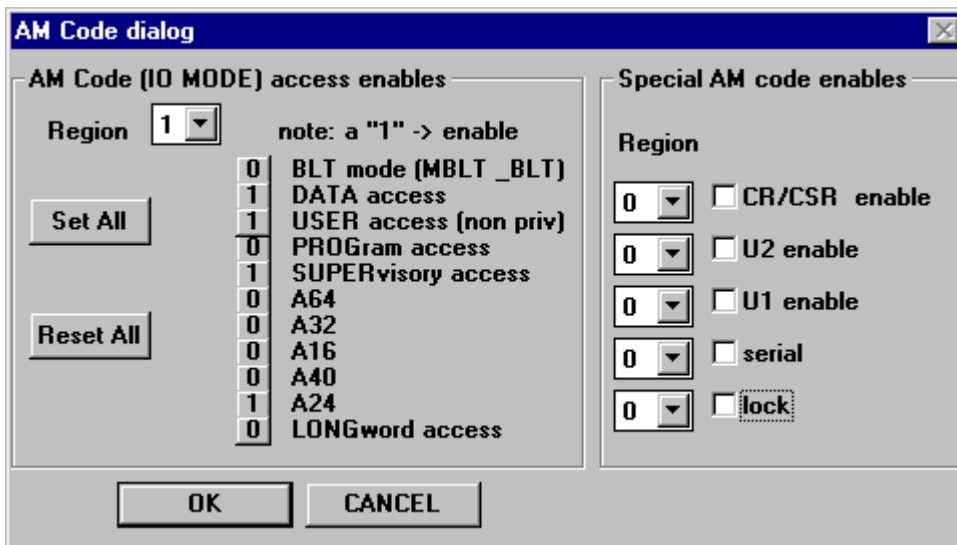 AM Code dialog
AM Code (IO MODE) access enables
Region 1 note: a "1" -> enable
0 BLT mode (MBLT _BLT)
1 DATA access
1 USER access (non priv)
0 PROGram access
1 SUPERvisory access
0 A64
0 A32
0 A16
0 A40
1 A24
0 LONGword access
Set All
Reset All
Special AM code enables
Region
0 CR/CSR enable
0 U2 enable
0 U1 enable
0 serial
0 lock
OK
CANCEL